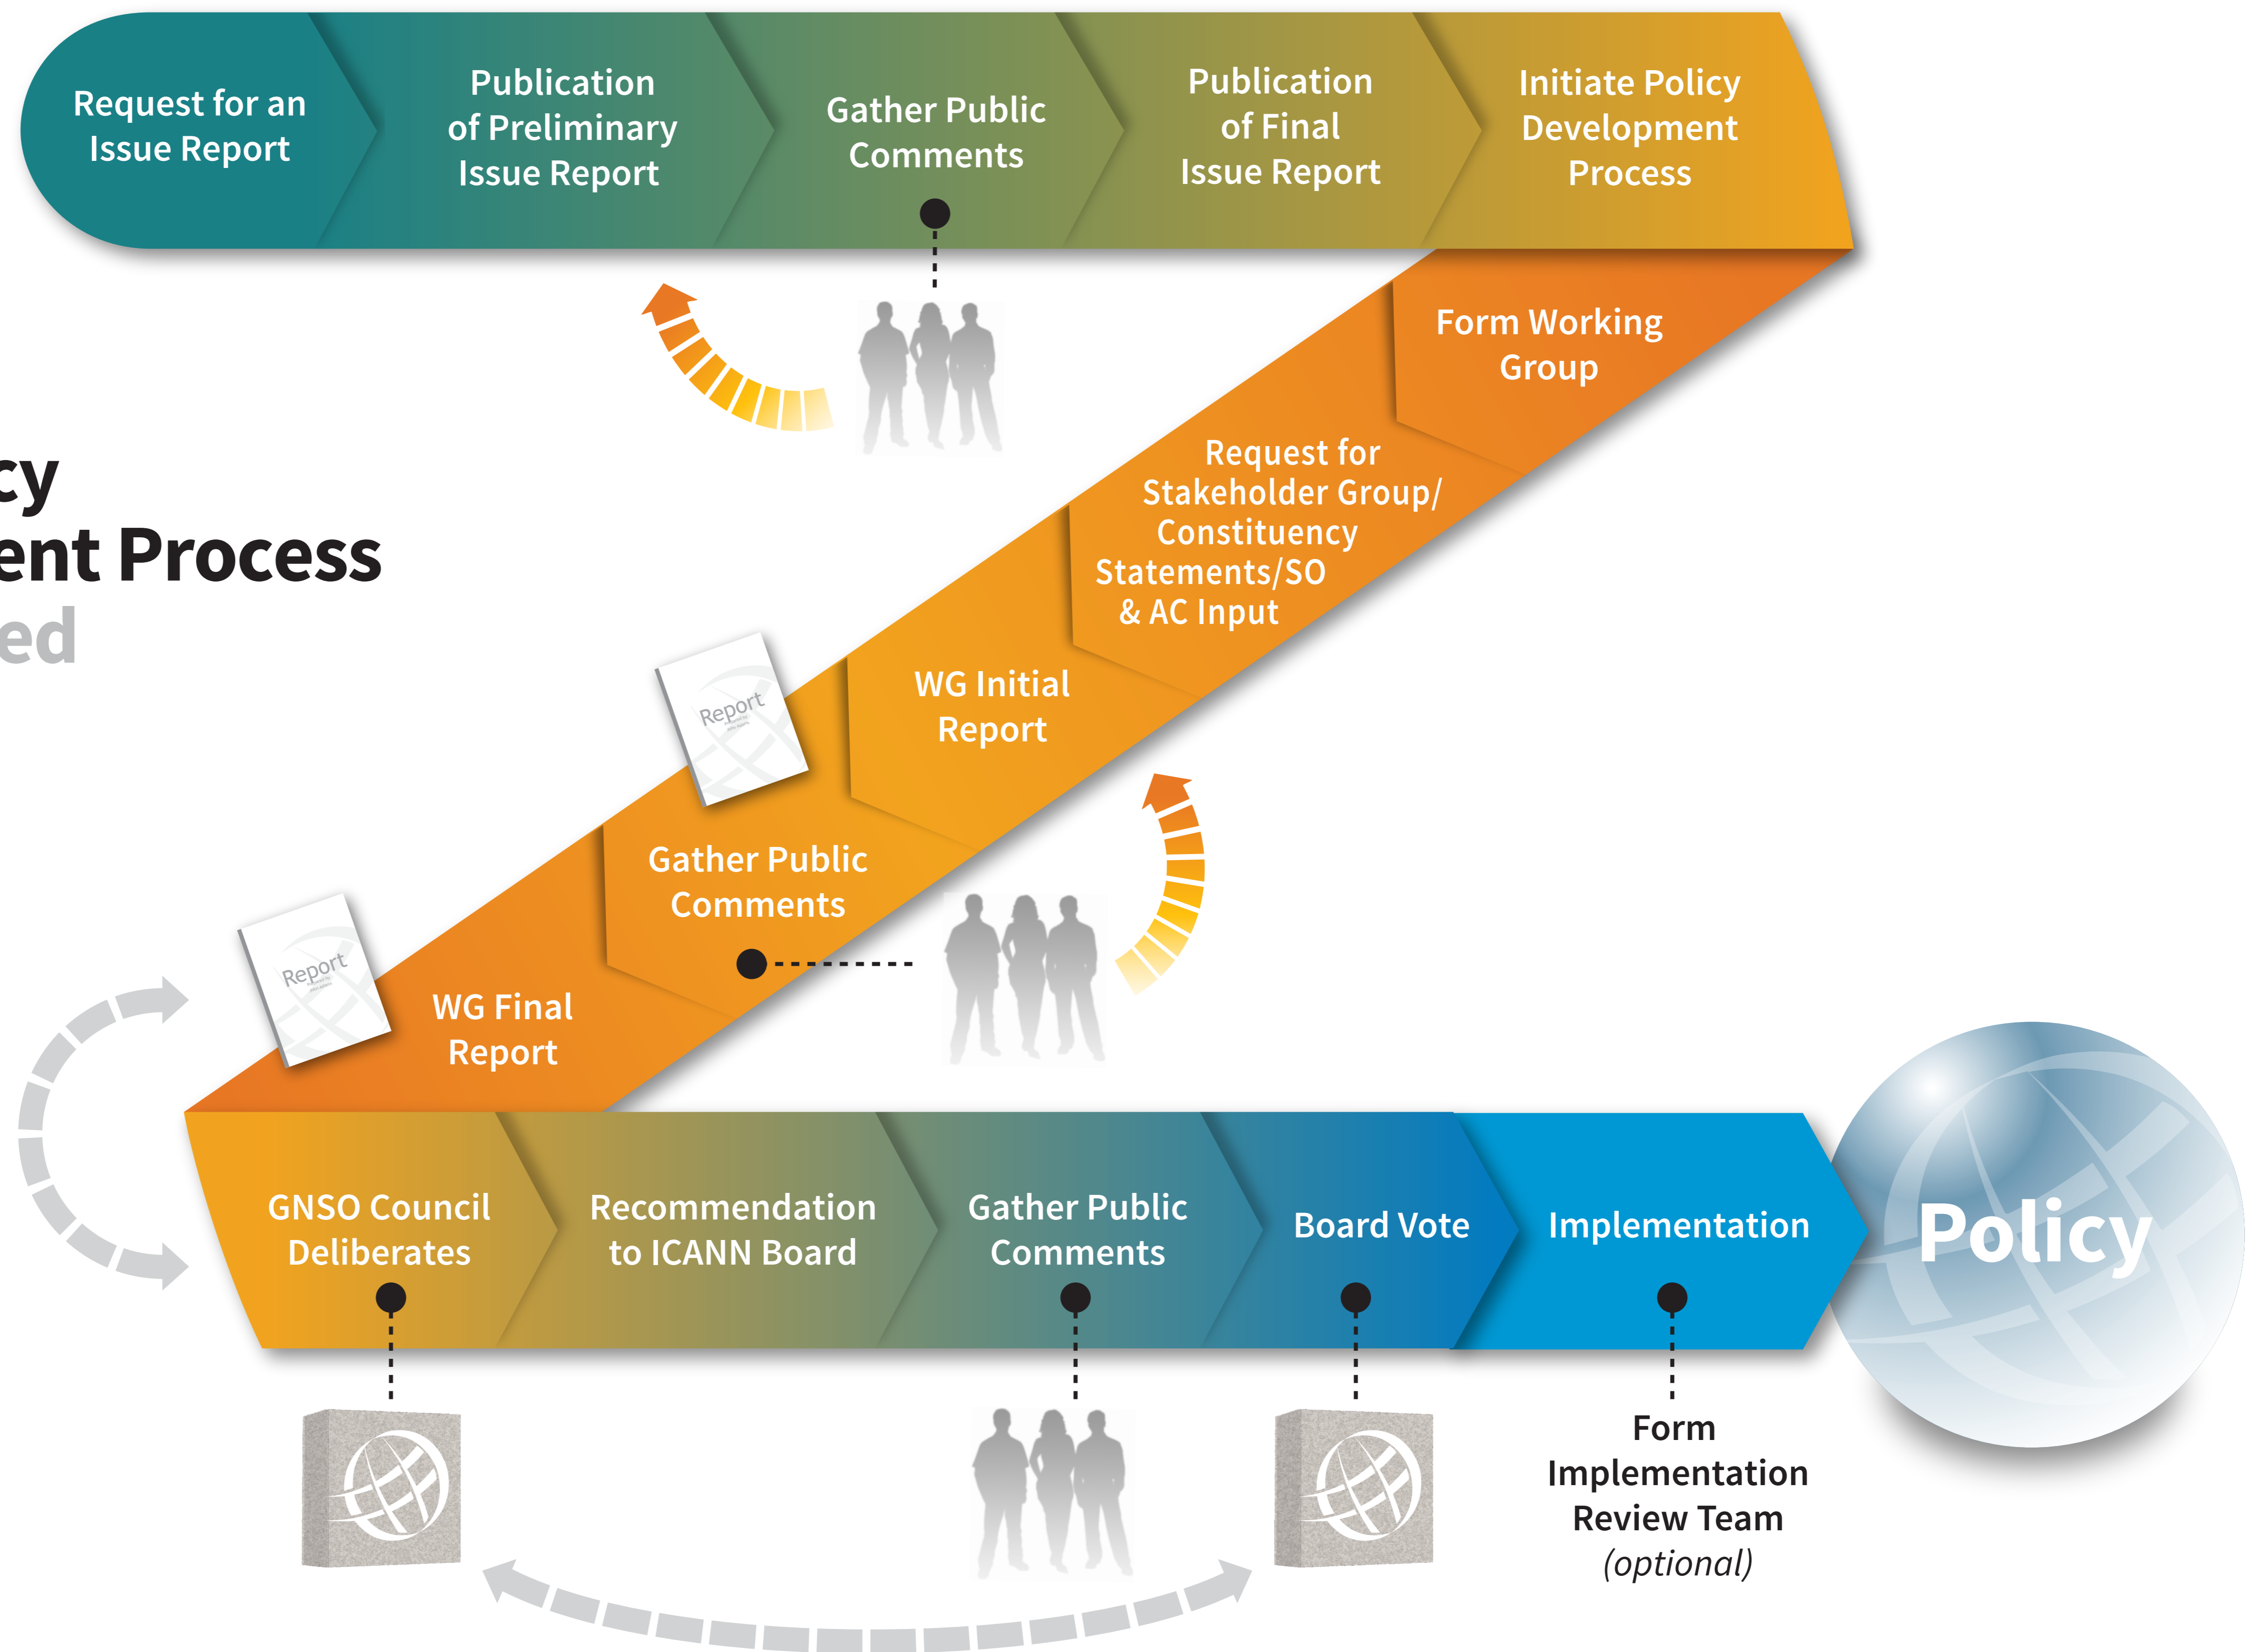 Request for an
Issue Report
Publication
of Preliminary
Issue Report
Gather Public
Comments
Publication
of Final
Issue Report
Initiate Policy
Development
Process
Form Working
Group
Request for
Stakeholder Group/
Constituency
Statements/SO
& AC Input
cy
ent Process
ed
WG Initial
Report
Report
Gather Public
Comments
Report
WG Final
Report
GNSO Council
Deliberates
Recommendation
to ICANN Board
Gather Public
Comments
Board Vote
Implementation
Policy
Form
Implementation
Review Team
(optional)